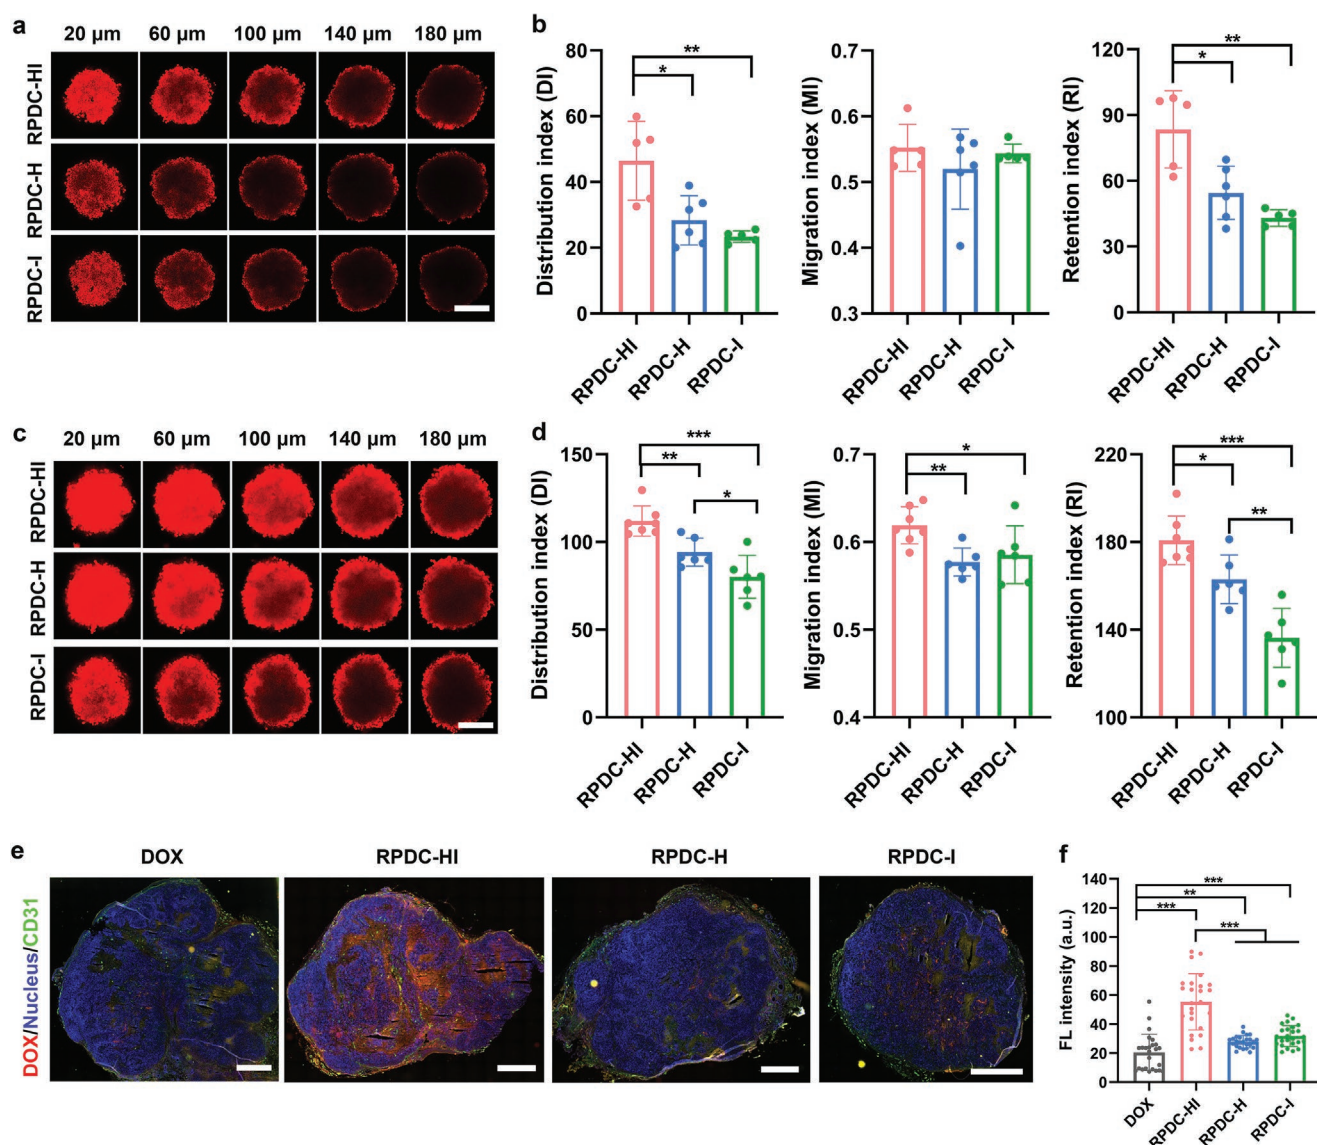 a
20 µm 60 µm 100 µm 140 µm 180 µm
RPDC-HI
RPDC-H
RPDC-I
b
Distribution index (DI)
80
60
40
20
0
**
*
RPDC-HI
RPDC-H
RPDC-I
Migration index (MI)
0.7
0.6
0.5
0.4
0.3
RPDC-HI
RPDC-H
RPDC-I
Retention index (RI)
120
90
60
30
0
**
*
RPDC-HI
RPDC-H
RPDC-I
c
20 µm 60 µm 100 µm 140 µm 180 µm
RPDC-HI
RPDC-H
RPDC-I
d
Distribution index (DI)
150
100
50
0
***
**
*
RPDC-HI
RPDC-H
RPDC-I
Migration index (MI)
0.7
0.6
0.5
0.4
*
**
RPDC-HI
RPDC-H
RPDC-I
Retention index (RI)
220
180
140
100
***
*
**
RPDC-HI
RPDC-H
RPDC-I
e
DOX RPDC-HI RPDC-H RPDC-I
DOX/Nucleus/CD31
f
FL intensity (a.u.)
140
120
100
80
60
40
20
0
***
**
***
***
DOX
RPDC-HI
RPDC-H
RPDC-I